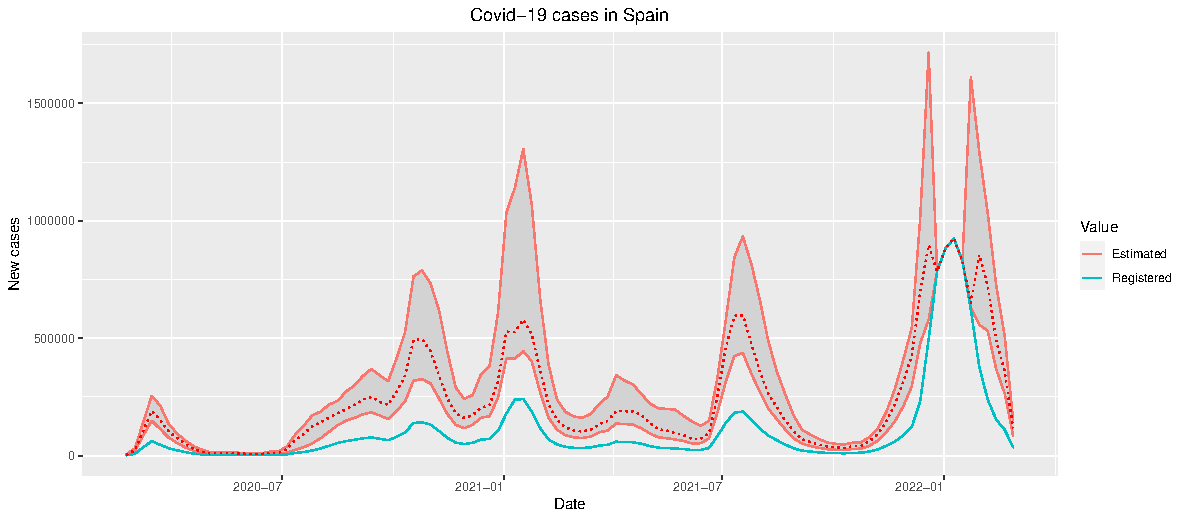 Covid−19 cases in Spain
New cases
1500000
1000000
500000
0
2020−07
2021−01
2021−07
2022−01
Date
Value
Estimated
Registered